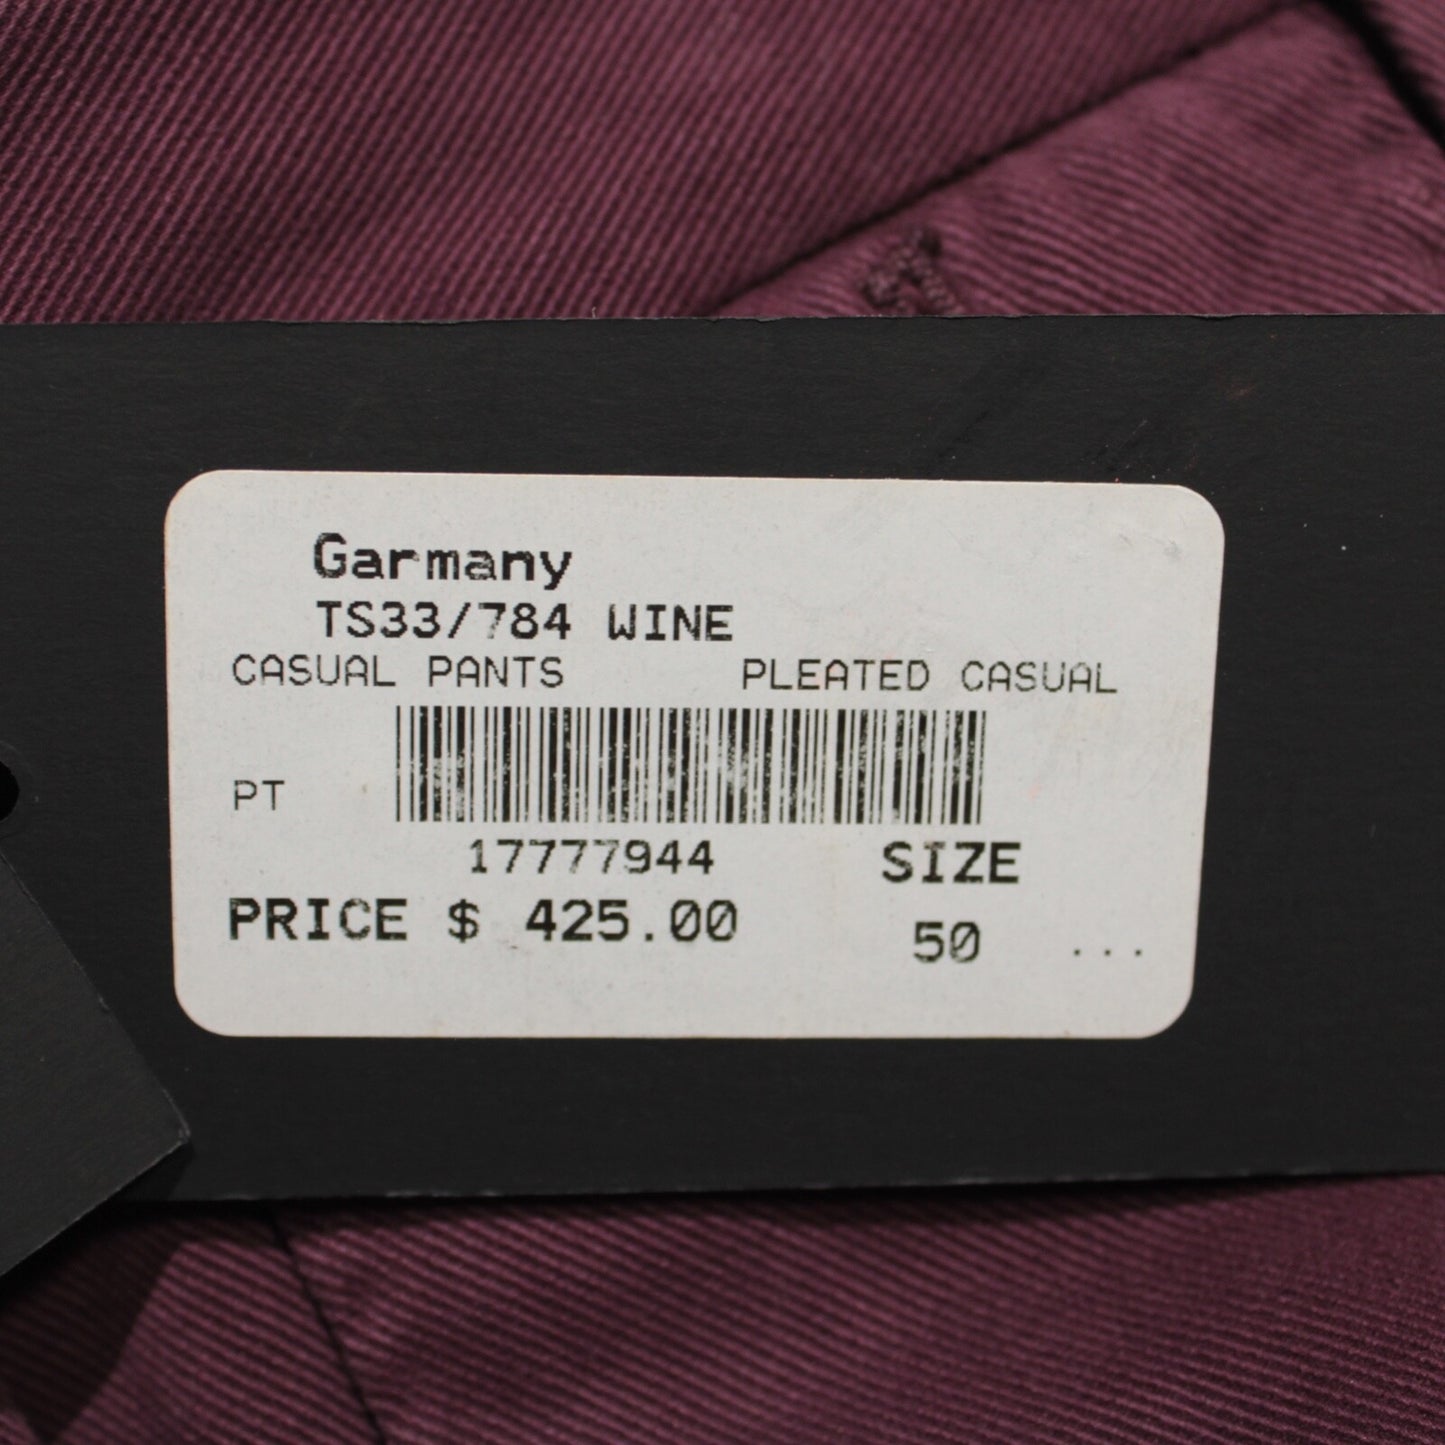 Garmany
TS33/784 WINE
CASUAL PANTS PLEATED CASUAL
PT
17777944 SIZE
PRICE $ 425.00
50 ...